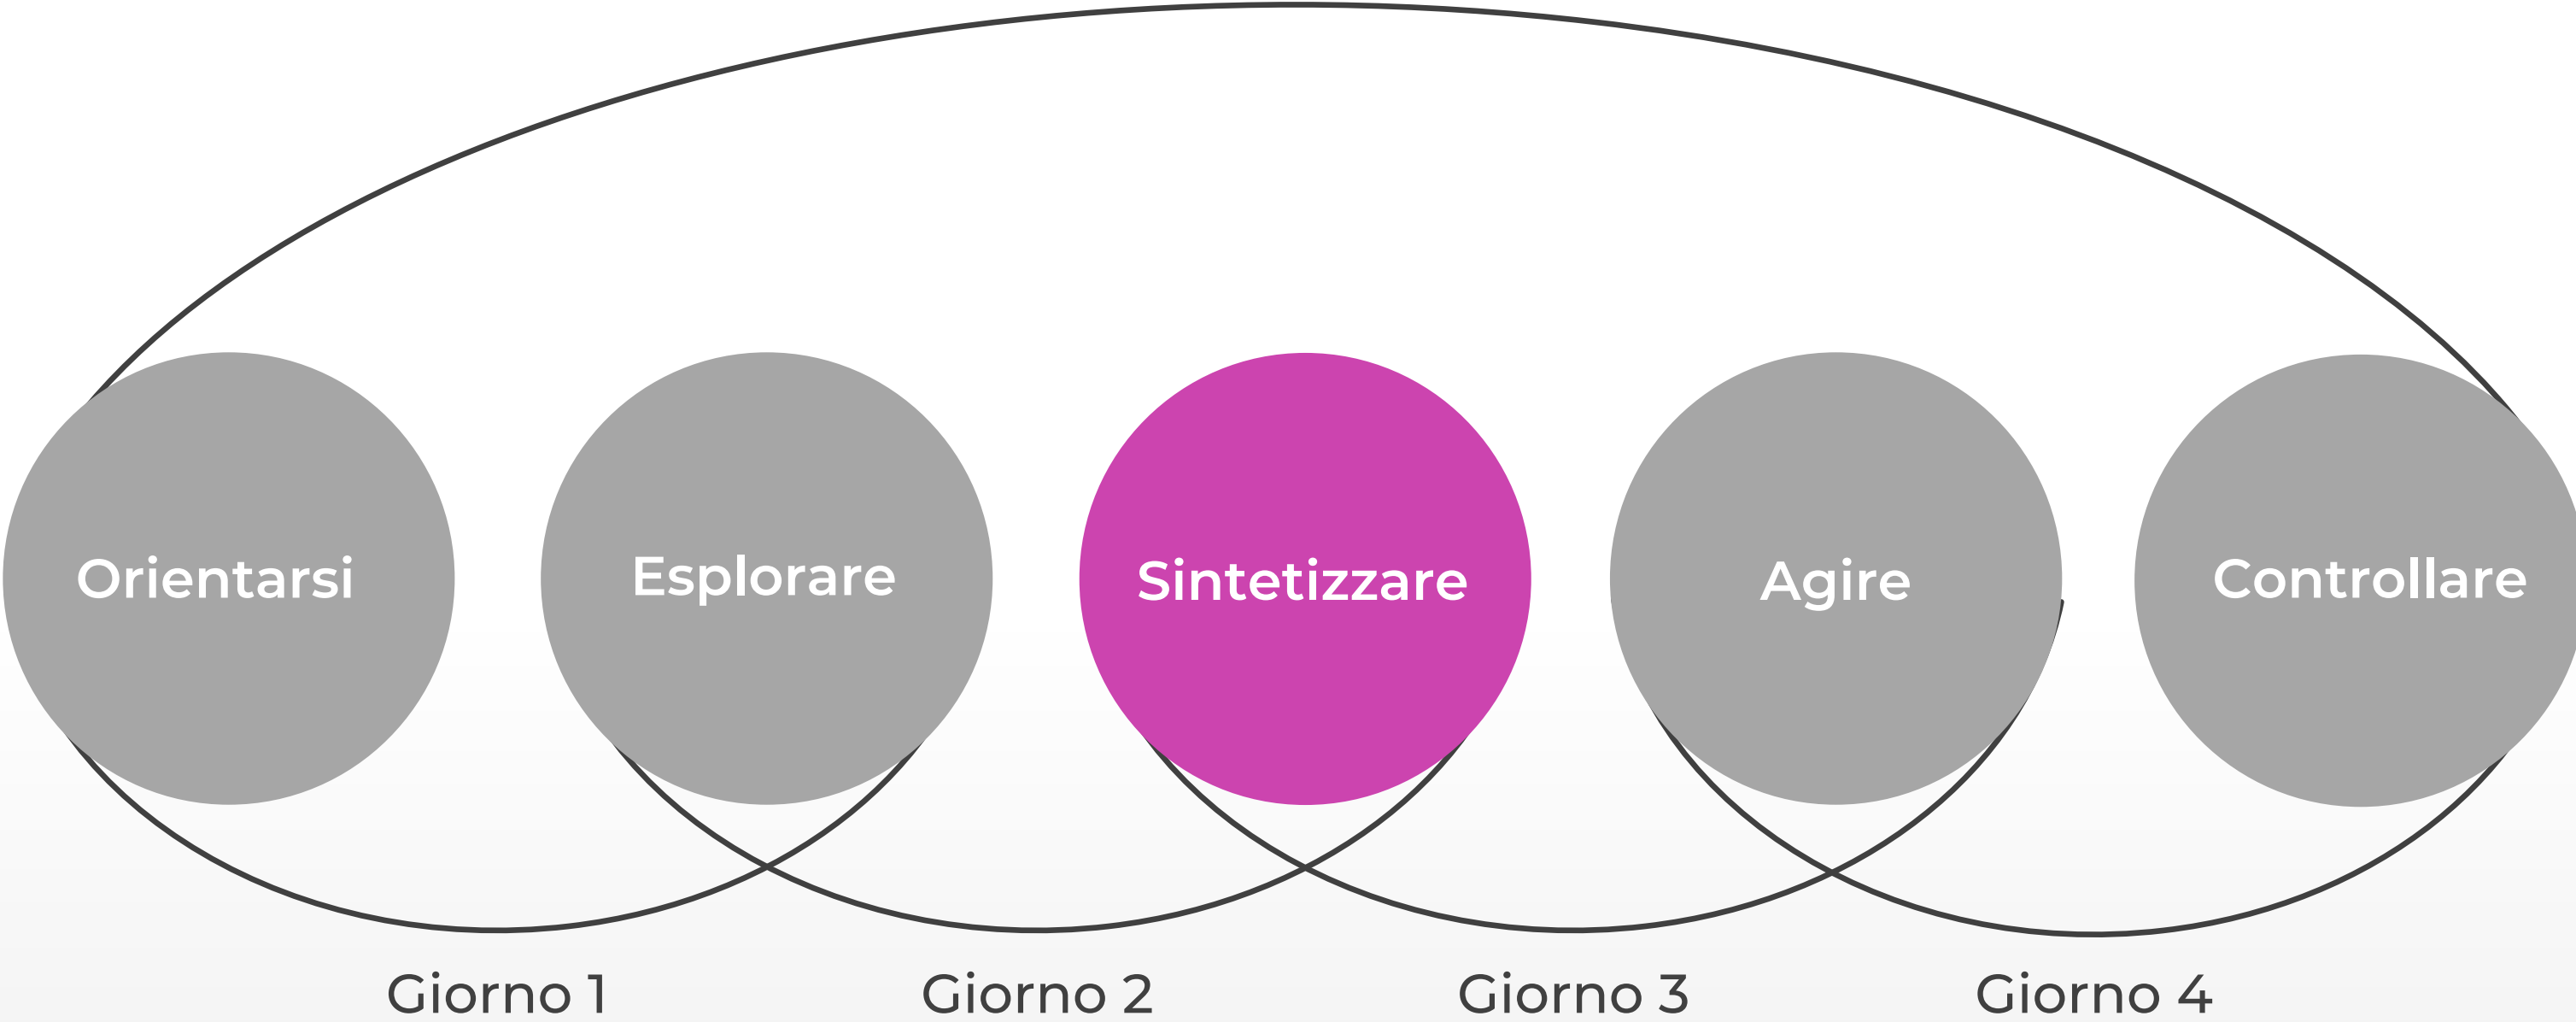 Orientarsi
Esplorare
Sintetizzare
Agire
Controllare
Giorno 1
Giorno 2
Giorno 3
Giorno 4